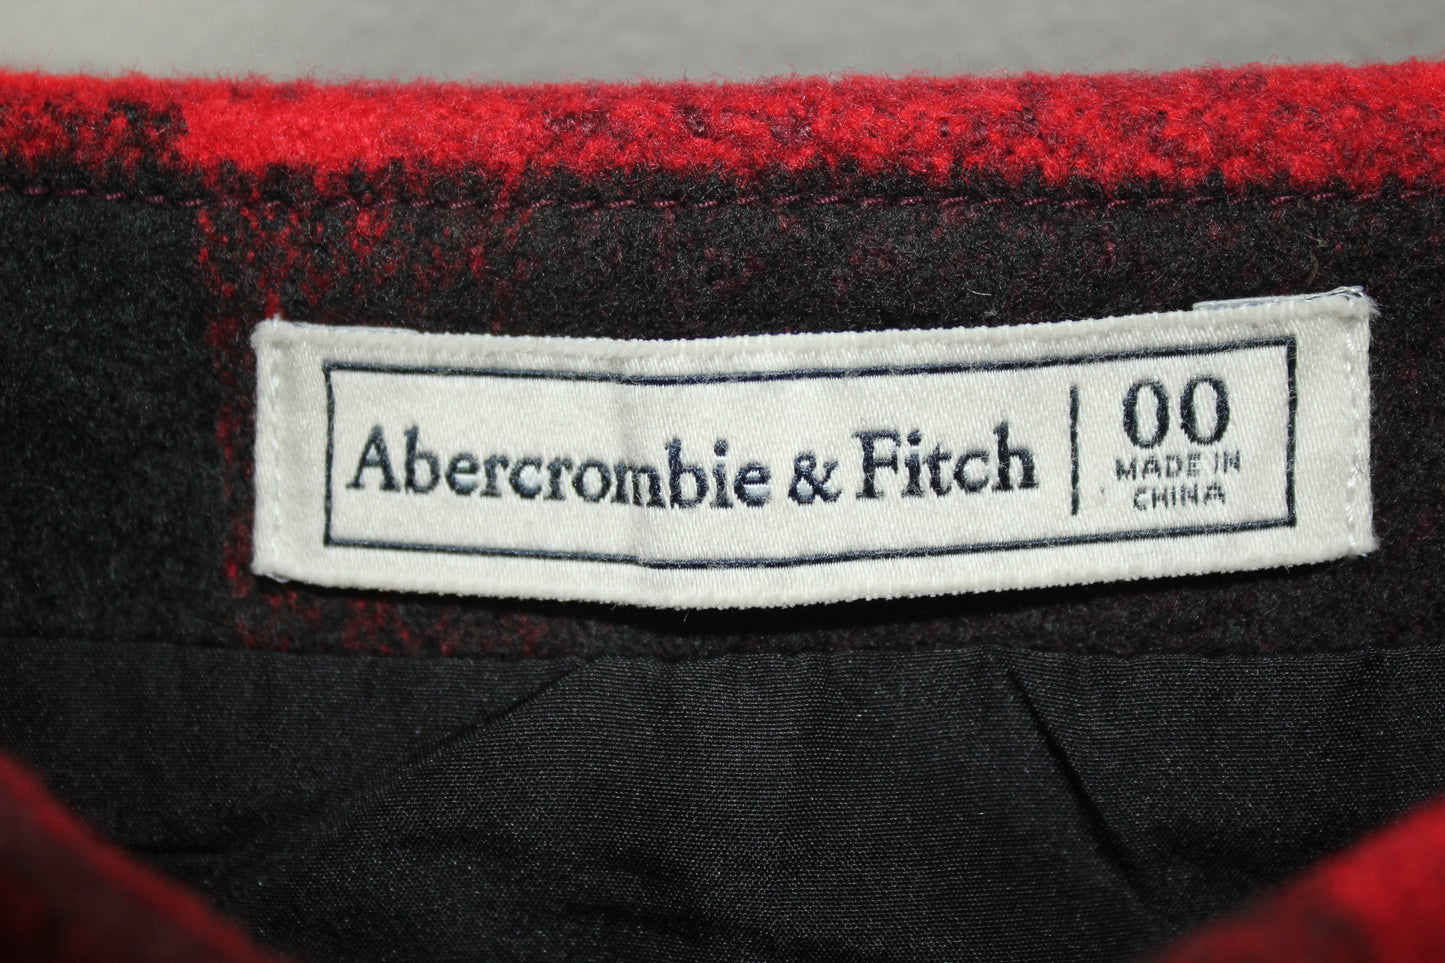 Abercrombie & Fitch
00
MADE IN
CHINA